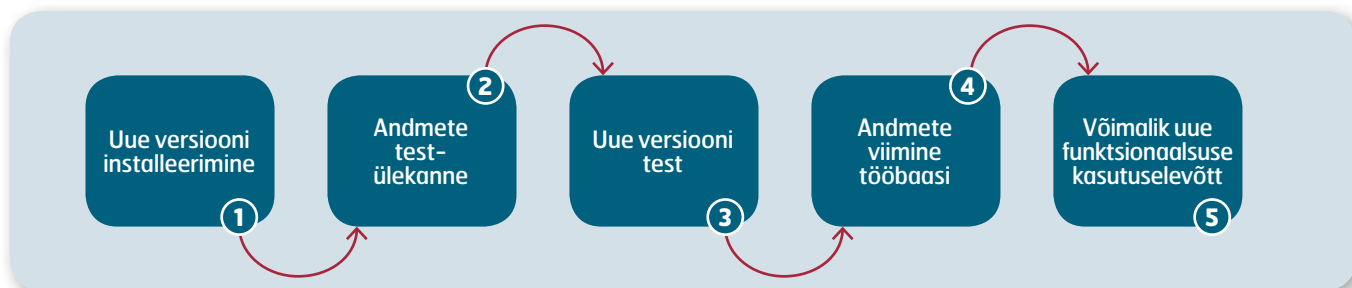 Uue versiooni
installeerimine
1
Andmete
test-
ülekanne
2
Uue versiooni
test
3
Andmete
viimine
tööbaasi
4
Võimalik uue
funktsionaalsuse
kasutuselevõtt
5